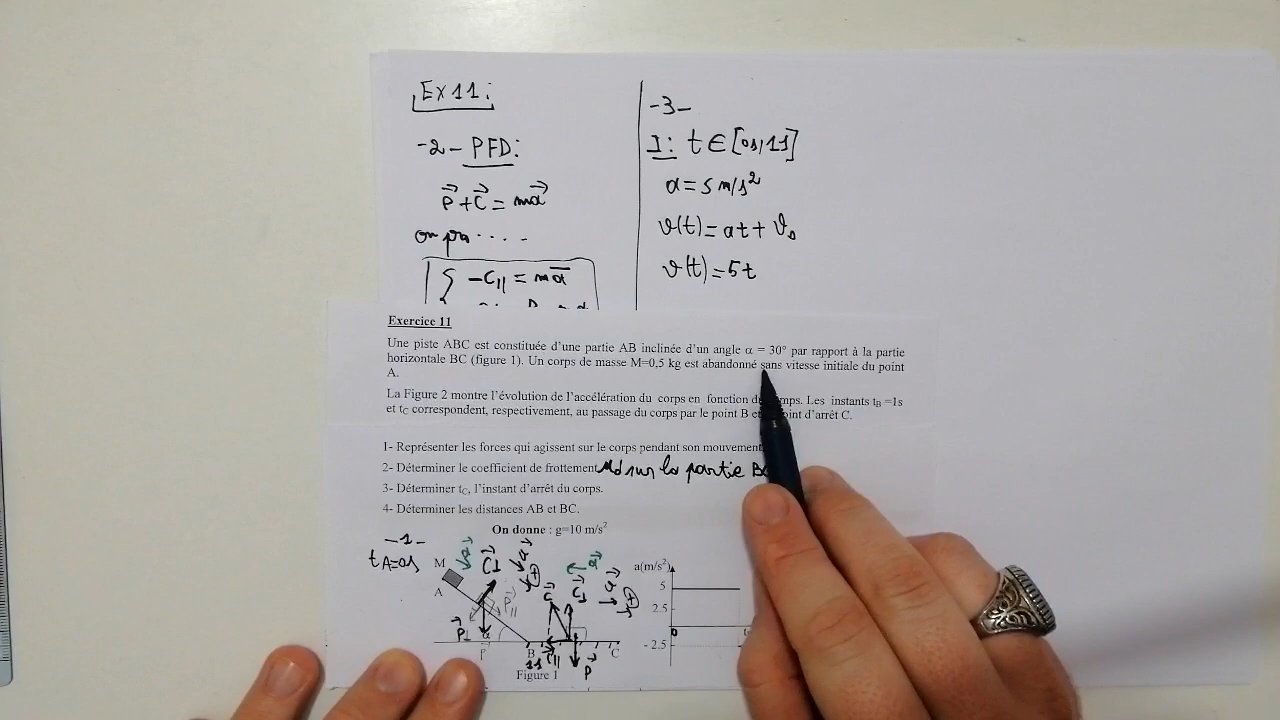 Ex 11:
-2- PFD:
P + C = ma
on pr.....
-C11 = ma
-3-
I: t ∈ [0s, 1s]
a = 5 m/s²
v(t) = at + v0
v(t) = 5t
Exercice 11
Une piste ABC est constituée d'une partie AB inclinée d'un angle α = 30° par rapport à la partie
horizontale BC (figure 1). Un corps de masse M=0,5 kg est abandonné sans vitesse initiale du point
A.
La Figure 2 montre l'évolution de l'accélération du corps en fonction Les instants tB =1s
et tC correspondent, respectivement, au passage du corps par le point B et d'arrêt C.
1- Représenter les forces qui agissent sur le corps pendant son mouvement
2- Déterminer le coefficient de frottement μd sur la partie
3- Déterminer tC, l'instant d'arrêt du corps.
4- Déterminer les distances AB et BC.
On donne : g=10 m/s²
-1-
tA=0s
M
A
P⊥
α
P11
C⊥
a
B
1s
C
P
Figure 1
a(m/s²)
5
2.5
0
- 2.5